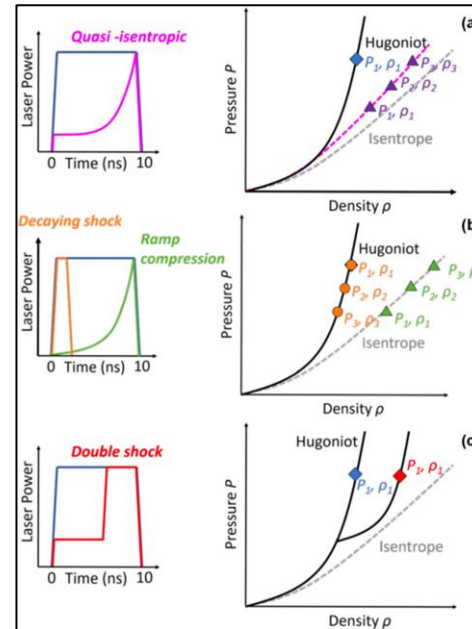 Quasi -isentropic
Laser Power
0 Time (ns) 10
Pressure P
Hugoniot
(a
P₁, ρ₁
P₃, ρ₃
P₂, ρ₂
P₁, ρ₁
Isentrope
Density ρ
Decaying shock
Ramp
compression
Laser Power
0 Time (ns) 10
Pressure P
Hugoniot
(b
P₁, ρ₁
P₂, ρ₂
P₃, ρ₃
P₃,
P₂, ρ₂
P₁, ρ₁
Isentrope
Density ρ
Double shock
Laser Power
0 Time (ns) 10
Pressure P
Hugoniot
P₁, ρ₁
P₁, ρ₁
Isentrope
Density ρ